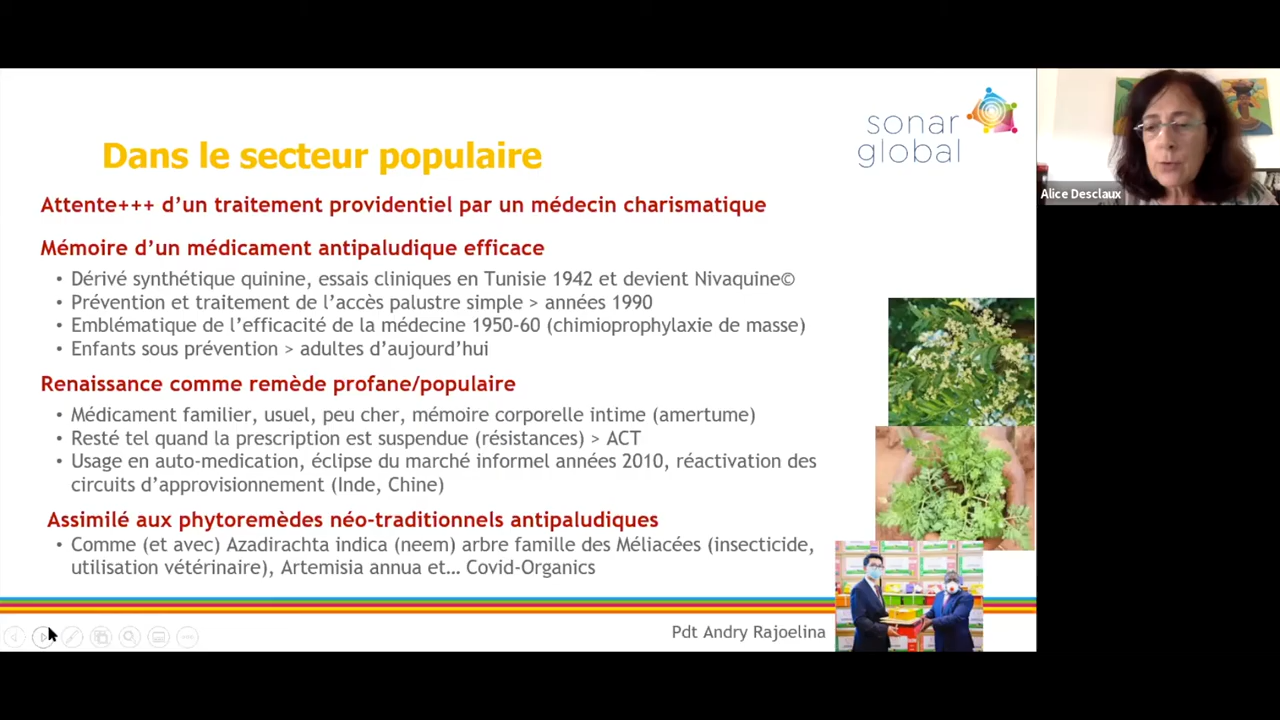 sonar
global
Dans le secteur populaire
Alice Desclaux
Attente+++ d'un traitement providentiel par un médecin charismatique
Mémoire d'un médicament antipaludique efficace
• Dérivé synthétique quinine, essais cliniques en Tunisie 1942 et devient Nivaquine©
• Prévention et traitement de l'accès palustre simple > années 1990
• Emblématique de l'efficacité de la médecine 1950-60 (chimioprophylaxie de masse)
• Enfants sous prévention > adultes d'aujourd'hui
Renaissance comme remède profane/populaire
• Médicament familier, usuel, peu cher, mémoire corporelle intime (amertume)
• Resté tel quand la prescription est suspendue (résistances) > ACT
• Usage en auto-medication, éclipse du marché informel années 2010, réactivation des
circuits d'approvisionnement (Inde, Chine)
Assimilé aux phytoremèdes néo-traditionnels antipaludiques
• Comme (et avec) Azadirachta indica (neem) arbre famille des Méliacées (insecticide,
utilisation vétérinaire), Artemisia annua et… Covid-Organics
Pdt Andry Rajoelina